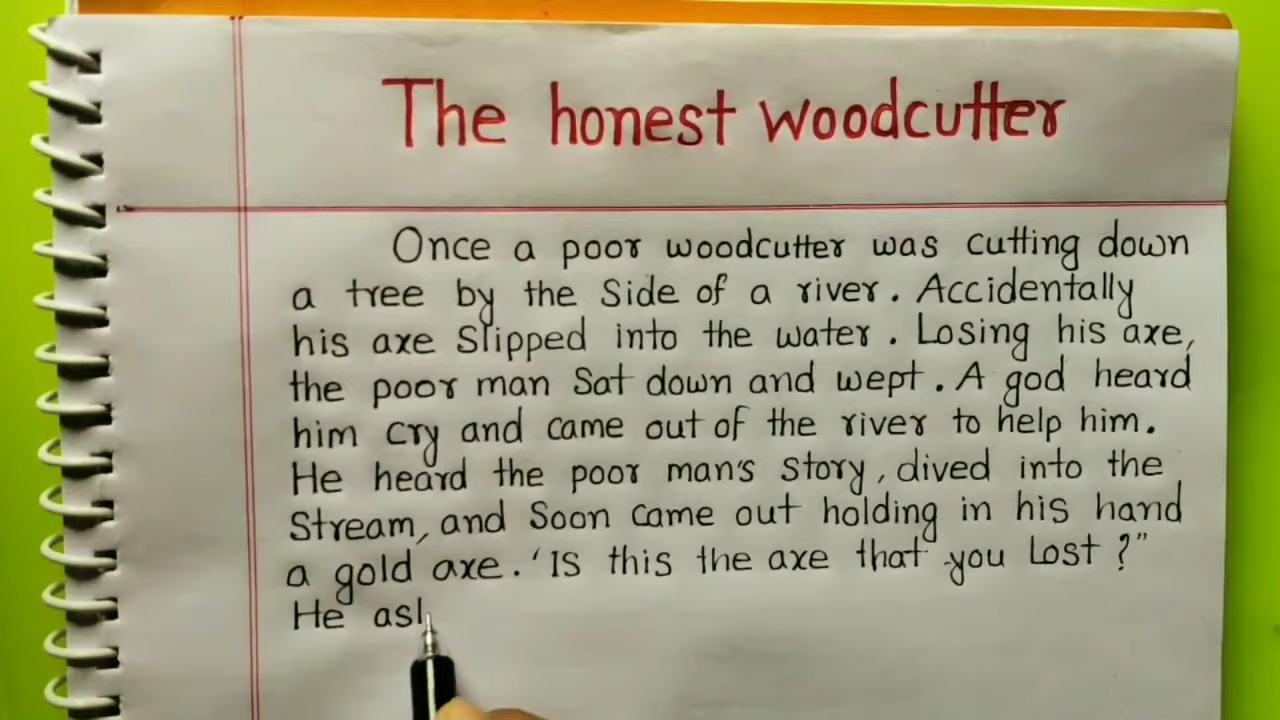 The honest woodcutter
Once a poor woodcutter was cutting down
a tree by the Side of a river. Accidentally
his axe Slipped into the water. Losing his axe,
the poor man Sat down and wept. A god heard
him cry and came out of the river to help him.
He heard the poor man's Story, dived into the
Stream, and Soon came out holding in his hand
a gold axe. 'Is this the axe that you Lost ?"
He asl